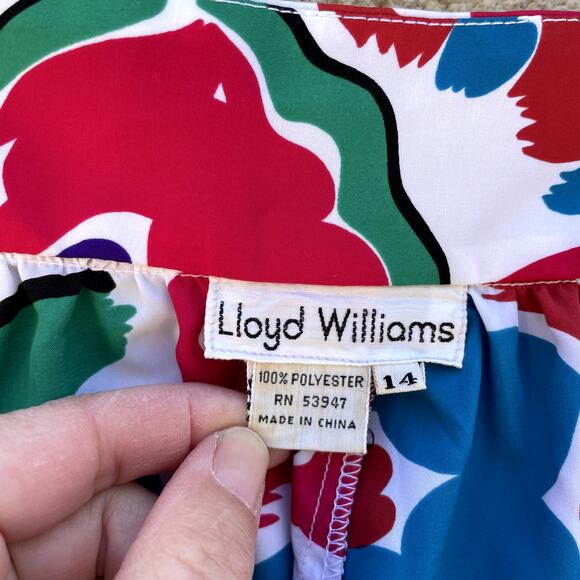 Lloyd Williams
14
100% POLYESTER
RN 53947
MADE IN CHINA